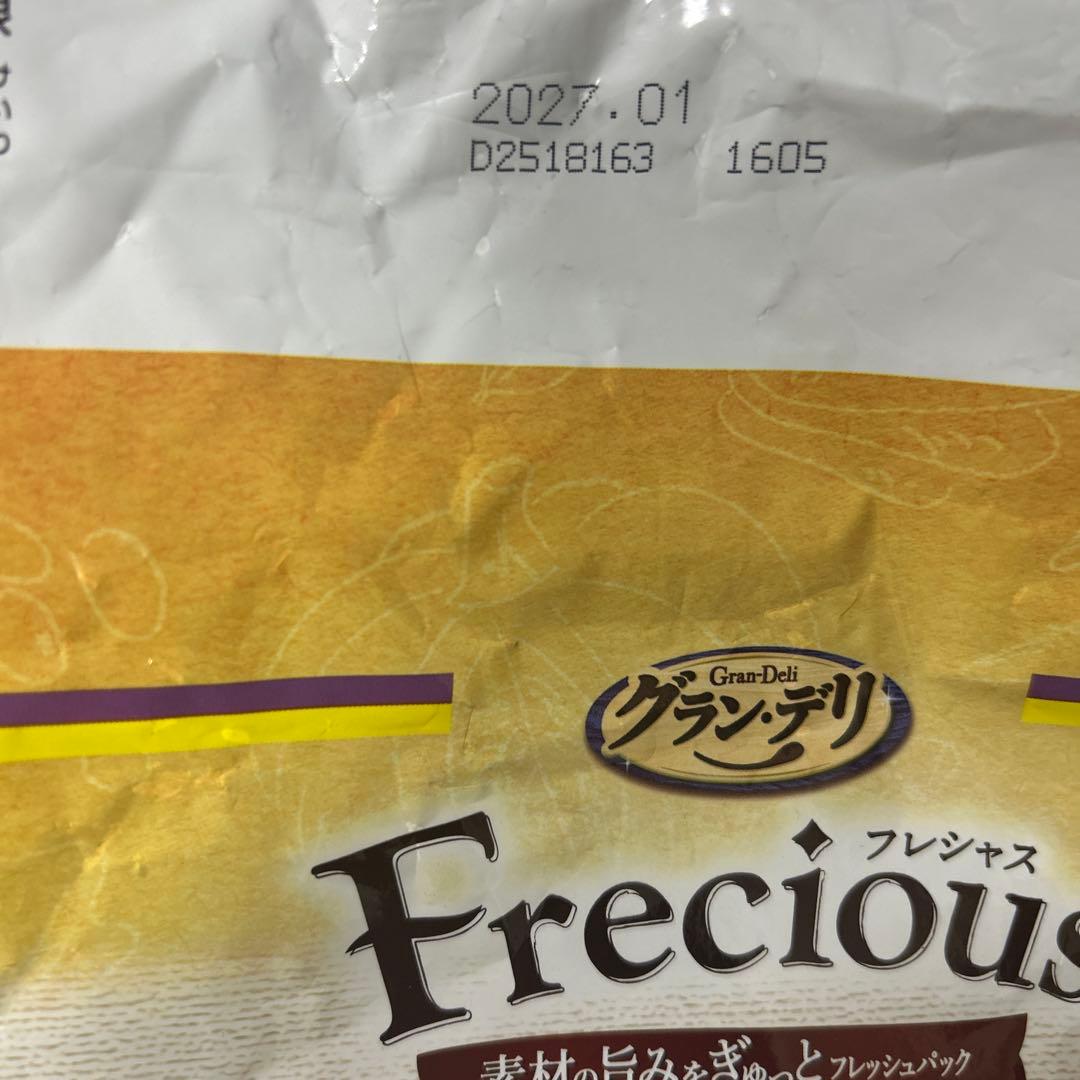 2027.01
D2518163 1605
Gran-Deli
グラン・デリ
フレシャス
Frecious
素材の旨みをぎゅっとフレッシュパック